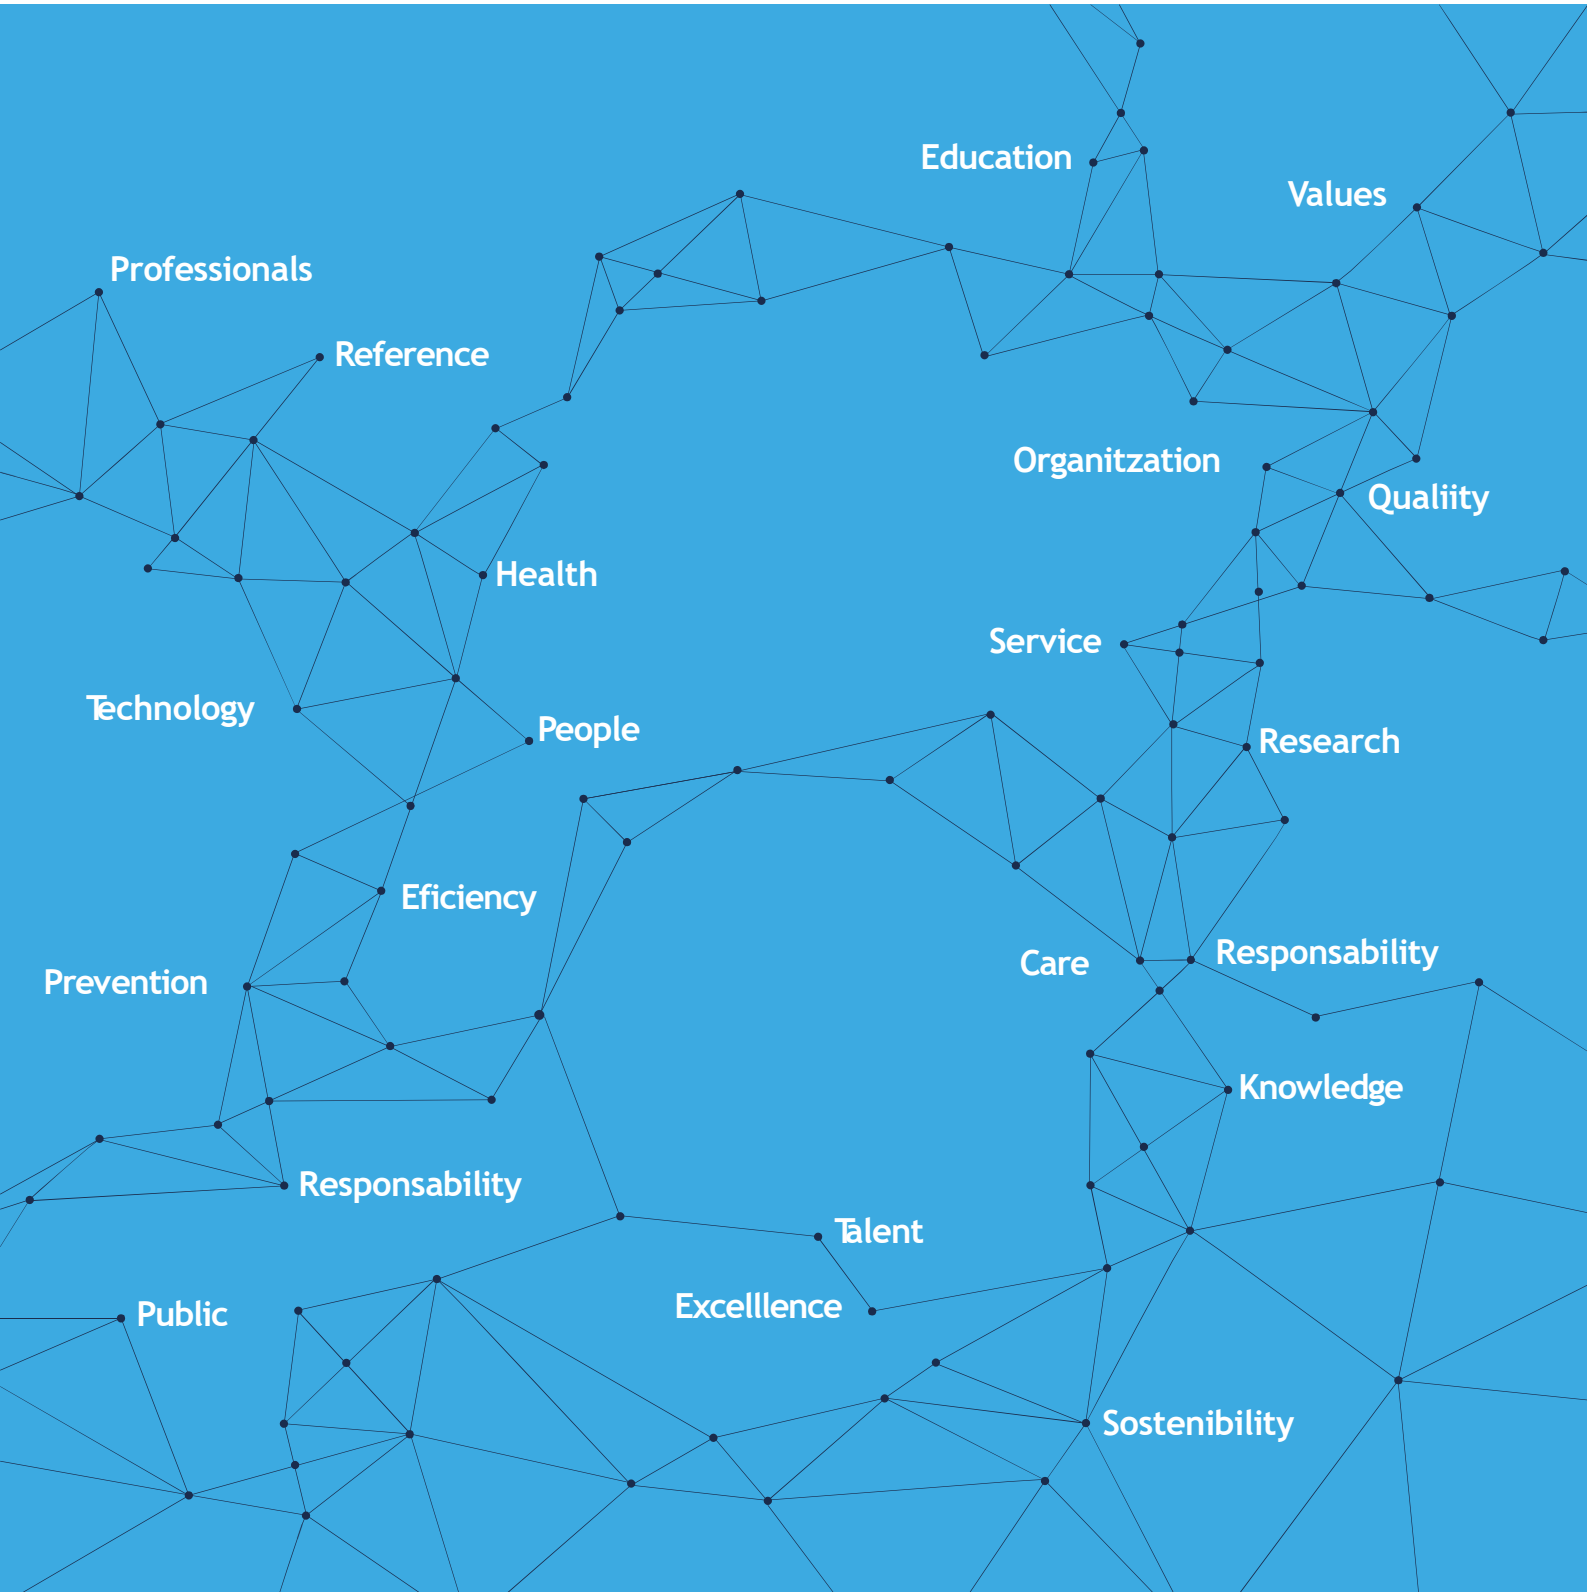 Education
Values
Professionals
Reference
Organitzation
Qualiity
Health
Service
Technology
People
Research
Eficiency
Responsability
Care
Prevention
Knowledge
Responsability
Talent
Excelllence
Public
Sostenibility